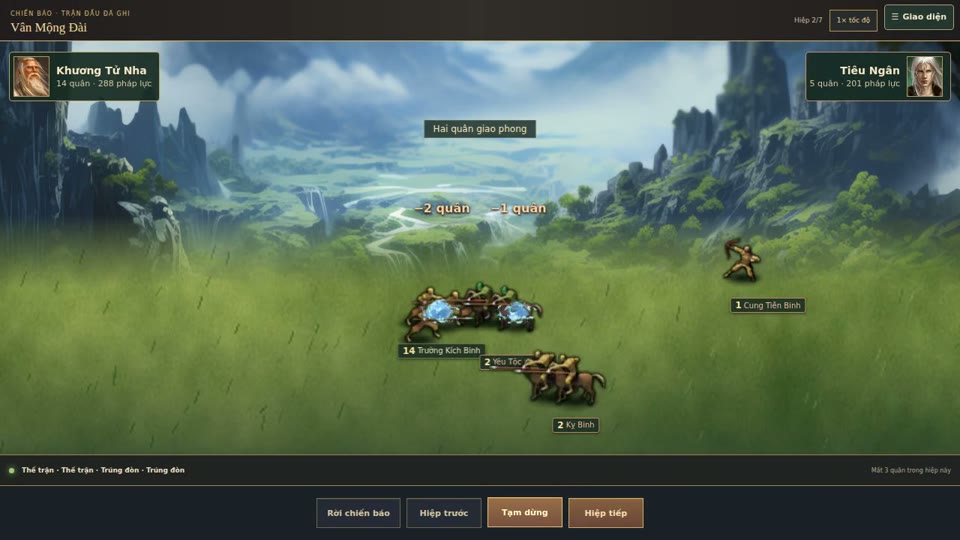 CHIẾN BÁO · TRẬN ĐẤU ĐÃ GHI
Vân Mộng Đài
Hiệp 2/7
1× tốc độ
☰ Giao diện
Khương Tử Nha
14 quân · 288 pháp lực
Tiêu Ngân
5 quân · 201 pháp lực
Hai quân giao phong
−2 quân
−1 quân
1 Cung Tiễn Binh
14 Trường Kích Binh
2 Yêu Tộc
2 Kỵ Binh
Thế trận · Thế trận · Trúng đòn · Trúng đòn
Mất 3 quân trong hiệp này
Rời chiến báo
Hiệp trước
Tạm dừng
Hiệp tiếp